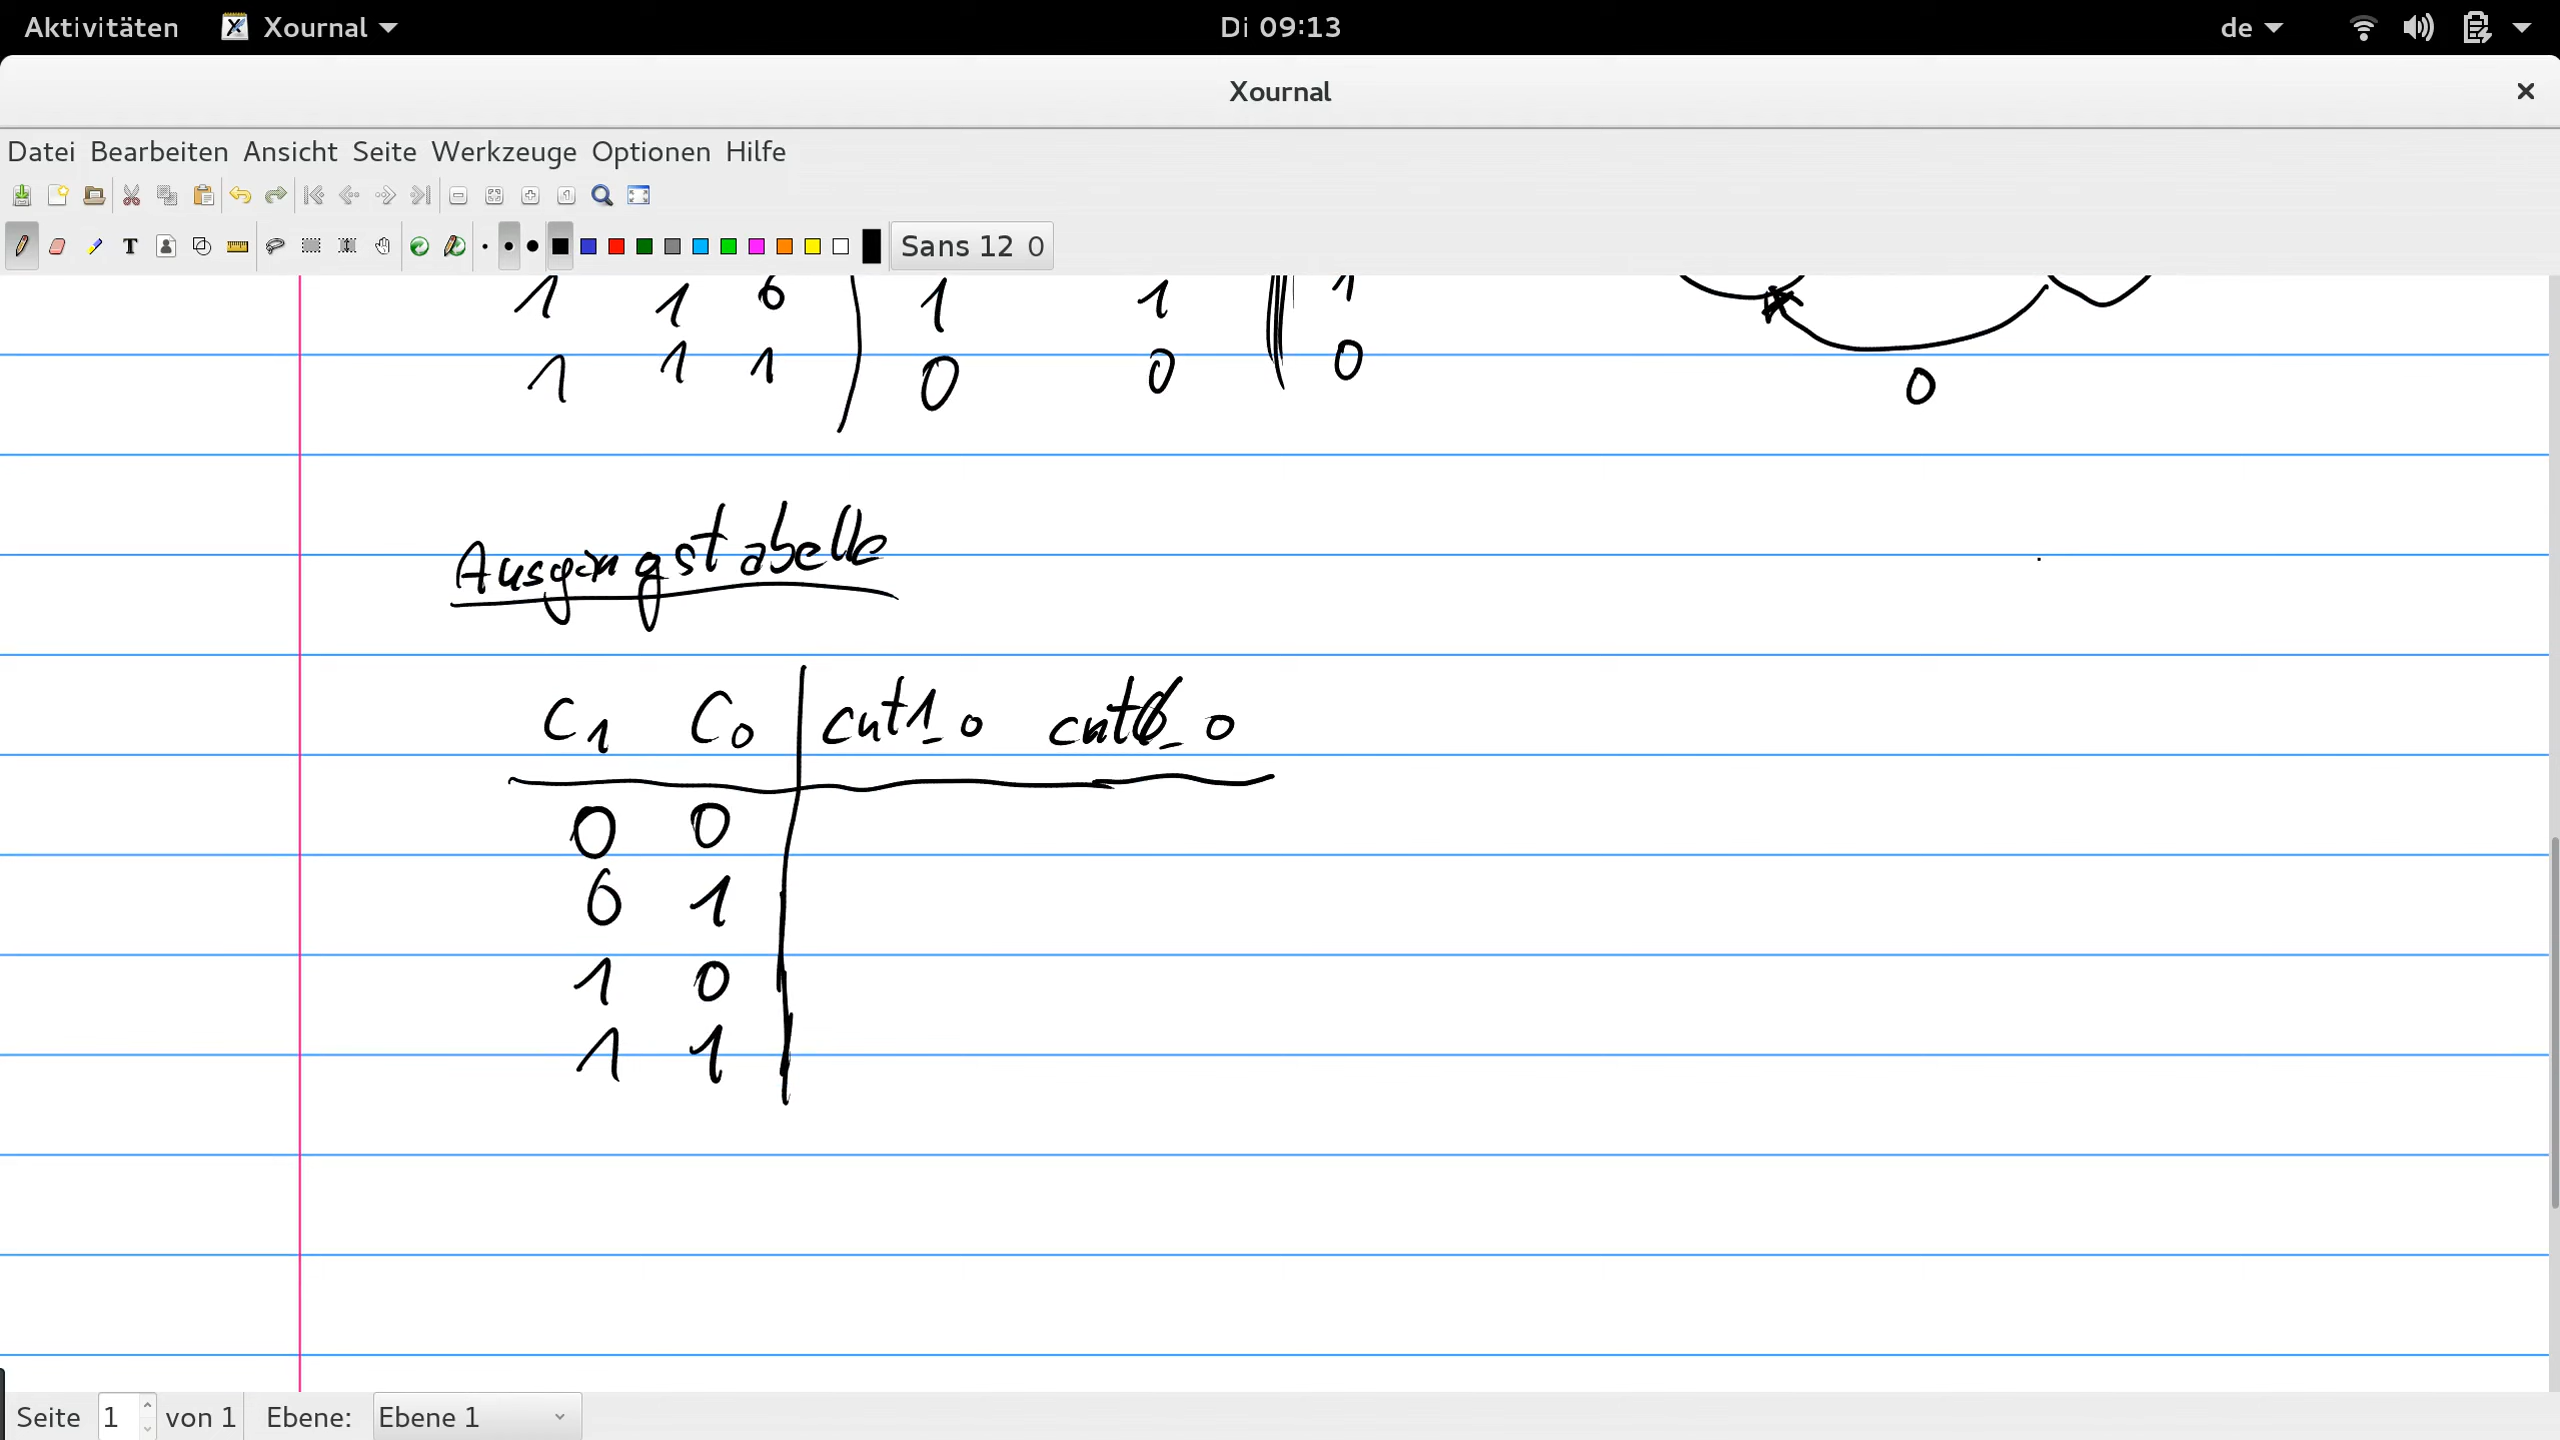 Aktivitäten Xournal Di 09:13 de
Xournal
Datei Bearbeiten Ansicht Seite Werkzeuge Optionen Hilfe
T Sans 12 0
1 1 0 1 1 1
1 1 1 0 0 0
0
Ausgangstabelle
C1 C0 cnt1_o cnt0_o
0 0
0 1
1 0
1 1
Seite 1 von 1 Ebene: Ebene 1